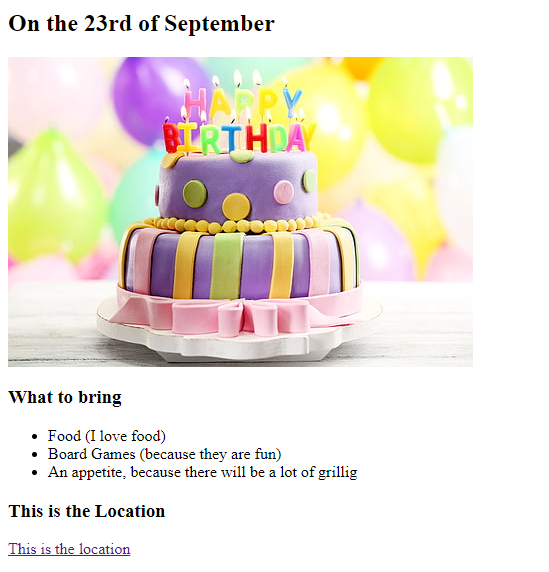 On the 23rd of September
HAPPY
BIRTHDAY
What to bring
Food (I love food)
Board Games (because they are fun)
An appetite, because there will be a lot of grillig
This is the Location
This is the location